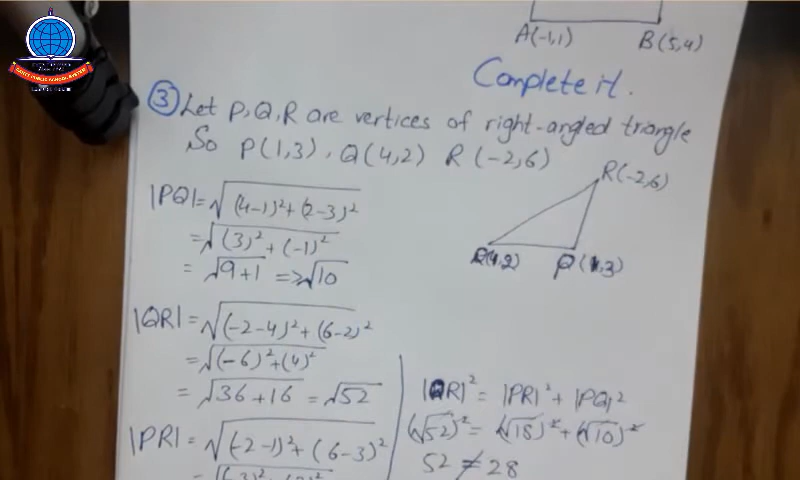 A(-1,1) B(5,4)
Complete it.
③ Let P,Q,R are vertices of right-angled triangle
So P(1,3), Q(4,2) R(-2,6)
R(-2,6)
|PQ| = √(4-1)²+(2-3)²
= √(3)²+(-1)²
= √9+1 => √10
(4,2) (1,3)
|QR| = √(-2-4)²+(6-2)²
= √(-6)²+(4)²
= √36+16 = √52
|PR| = √(-2-1)²+(6-3)²
|QR|² = |PR|² + |PQ|²
(√52)² = (√18)² + (√10)²
52 ≠ 28